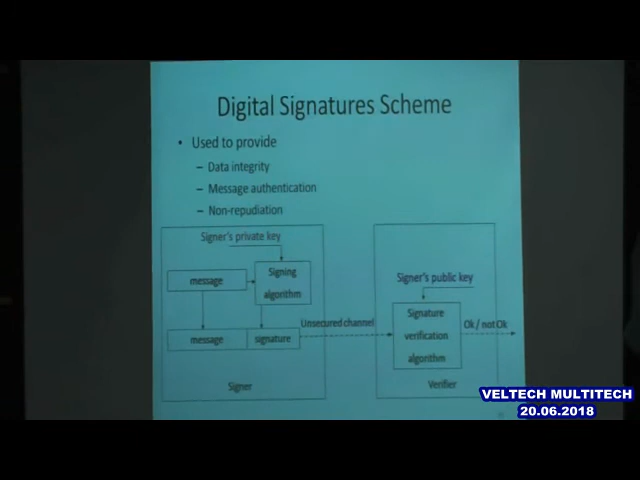 Digital Signatures Scheme
• Used to provide
– Data integrity
– Message authentication
– Non-repudiation
Signer's private key
message
Signing
algorithm
message
signature
Signer
Unsecured channel
Signer's public key
Signature
verification
algorithm
Ok / not Ok
Verifier
VELTECH MULTITECH
20.06.2018